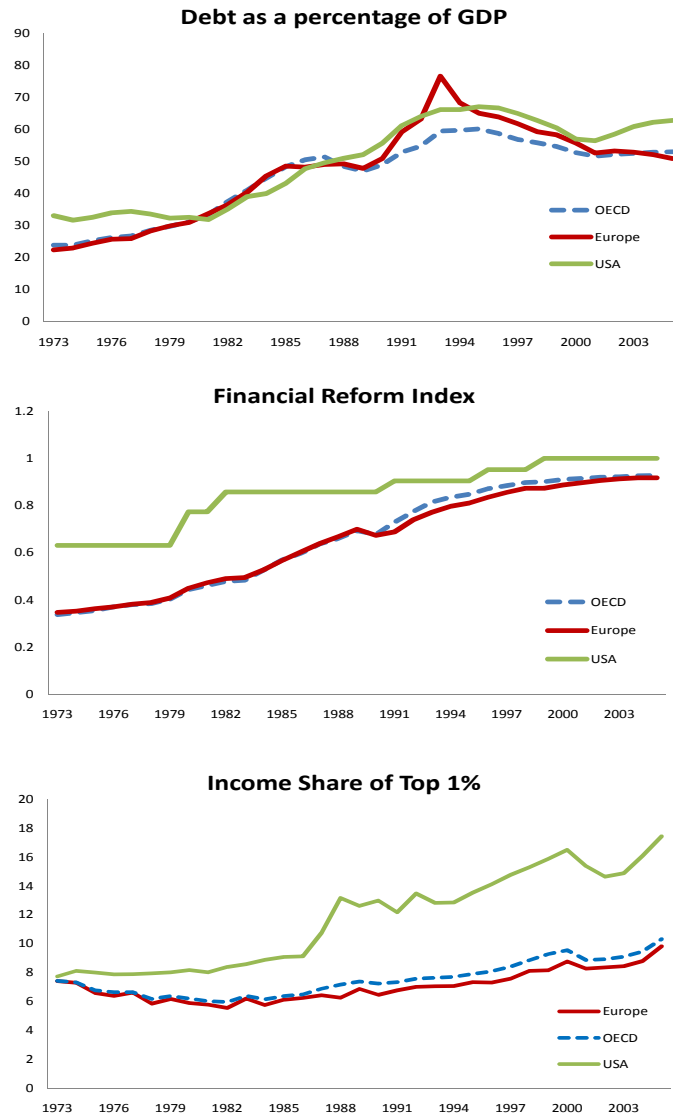 Debt as a percentage of GDP
90
80
70
60
50
40
30
20
10
0
OECD
Europe
USA
1973 1976 1979 1982 1985 1988 1991 1994 1997 2000 2003
Financial Reform Index
1.2
1
0.8
0.6
0.4
0.2
0
OECD
Europe
USA
1973 1976 1979 1982 1985 1988 1991 1994 1997 2000 2003
Income Share of Top 1%
20
18
16
14
12
10
8
6
4
2
0
Europe
OECD
USA
1973 1976 1979 1982 1985 1988 1991 1994 1997 2000 2003